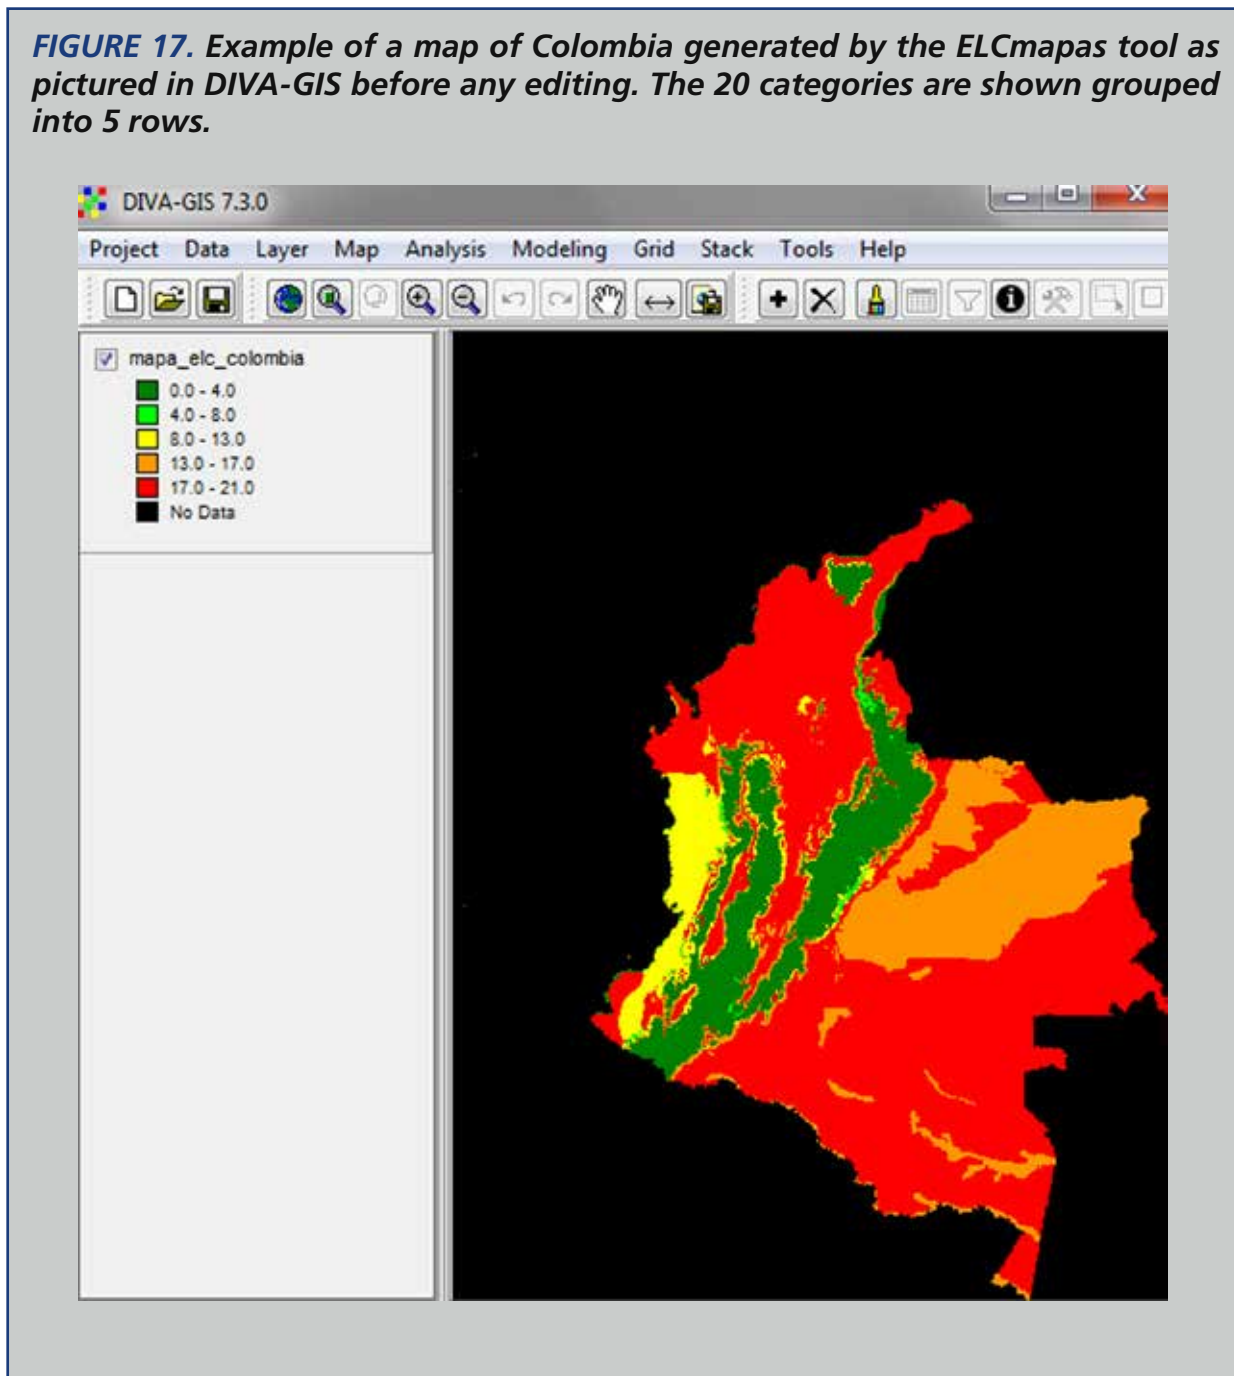 FIGURE 17. Example of a map of Colombia generated by the ELCmapas tool as
pictured in DIVA-GIS before any editing. The 20 categories are shown grouped
into 5 rows.
DIVA-GIS 7.3.0
Project Data Layer Map Analysis Modeling Grid Stack Tools Help
mapa_elc_colombia
0.0 - 4.0
4.0 - 8.0
8.0 - 13.0
13.0 - 17.0
17.0 - 21.0
No Data